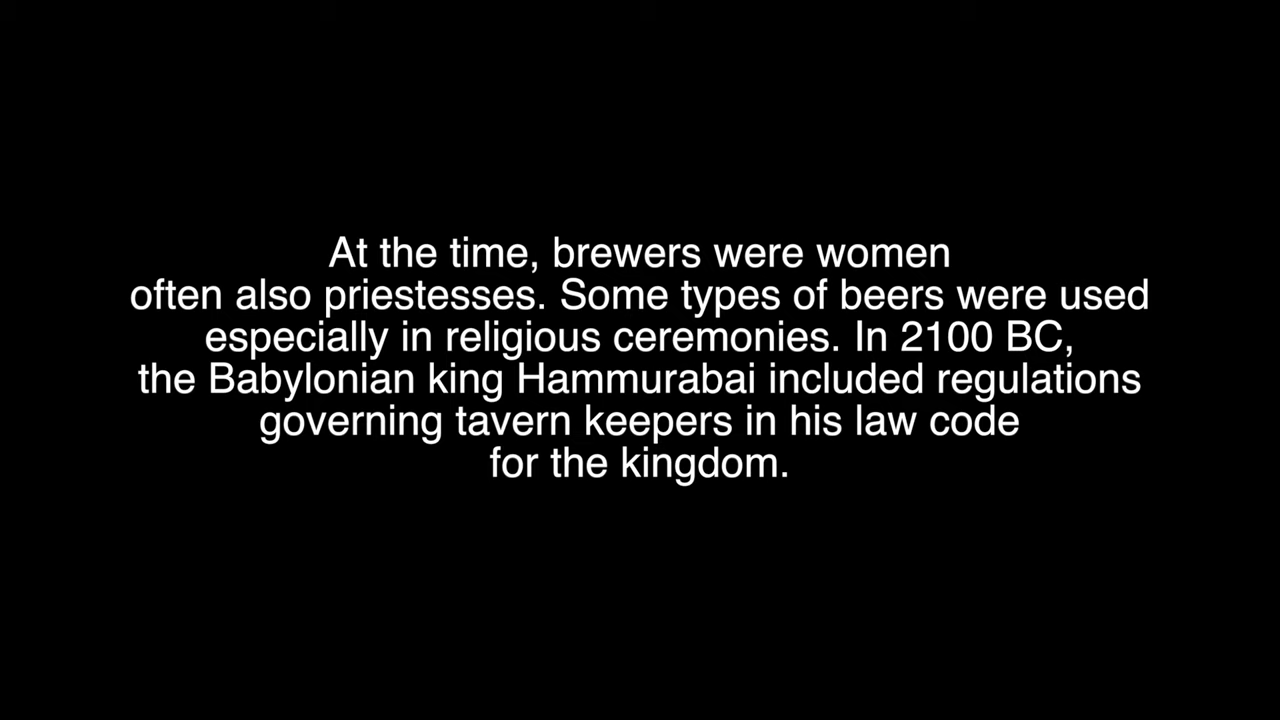 At the time, brewers were women
often also priestesses. Some types of beers were used
especially in religious ceremonies. In 2100 BC,
the Babylonian king Hammurabai included regulations
governing tavern keepers in his law code
for the kingdom.